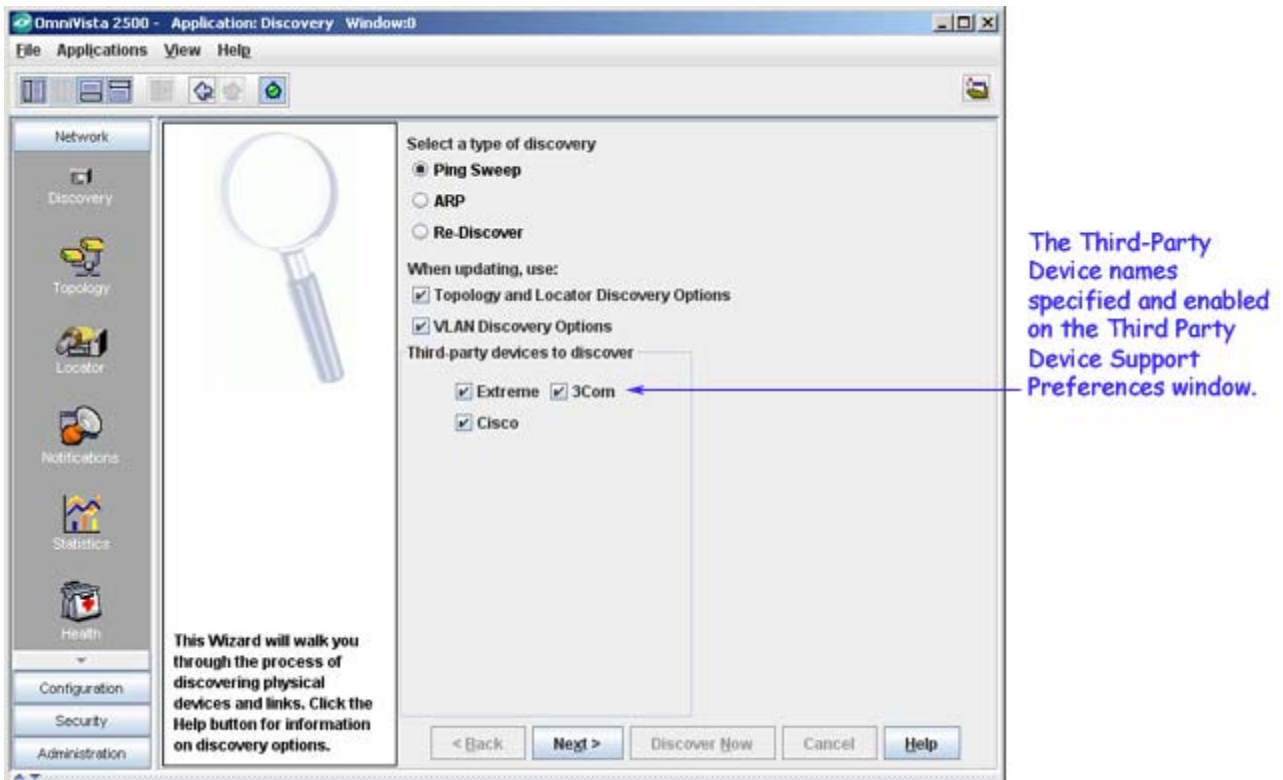 OmniVista 2500 - Application: Discovery Window:0
File Applications View Help
Network
Discovery
Topology
Locator
Notifications
Statistics
Health
Configuration
Security
Administration
This Wizard will walk you
through the process of
discovering physical
devices and links. Click the
Help button for information
on discovery options.
Select a type of discovery
Ping Sweep
ARP
Re-Discover
When updating, use:
Topology and Locator Discovery Options
VLAN Discovery Options
Third-party devices to discover
Extreme 3Com
Cisco
< Back Next > Discover Now Cancel Help
The Third-Party
Device names
specified and enabled
on the Third Party
Device Support
Preferences window.